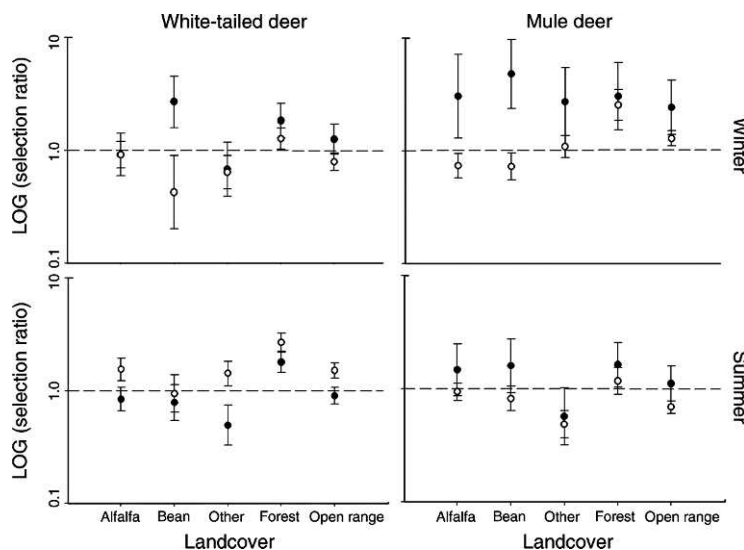 White-tailed deer
Mule deer
LOG (selection ratio)
10
1.0
0.1
Winter
LOG (selection ratio)
10
1.0
0.1
Summer
Alfalfa Bean Other Forest Open range
Alfalfa Bean Other Forest Open range
Landcover
Landcover